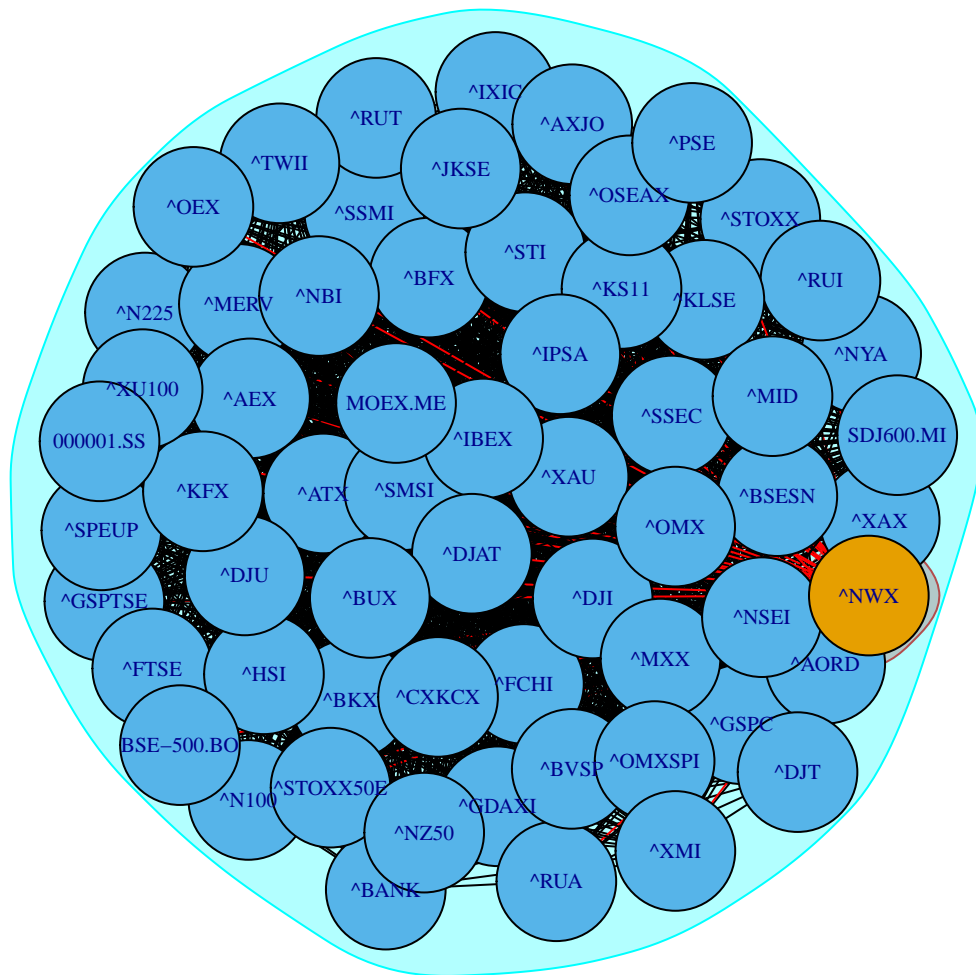 ^IXIC
^RUT
^AXJO
^PSE
^TWII
^JKSE
^OSEAX
^OEX
^SSMI
^STOXX
^STI
^BFX
^RUI
^KS11
^KLSE
^NBI
^MERV
^N225
^IPSA
^NYA
^XU100
^AEX
MOEX.ME
^MID
^SSEC
000001.SS
^IBEX
SDJ600.MI
^XAU
^KFX
^ATX
^SMSI
^BSESN
^XAX
^OMX
^SPEUP
^DJAT
^DJU
^BUX
^DJI
^NWX
^GSPTSE
^NSEI
^MXX
^AORD
^FTSE
^HSI
^FCHI
^BKX
^CXKCX
^GSPC
BSE−500.BO
^OMXSPI
^BVSP
^DJT
^STOXX50E
^N100
^GDAXI
^NZ50
^XMI
^RUA
^BANK